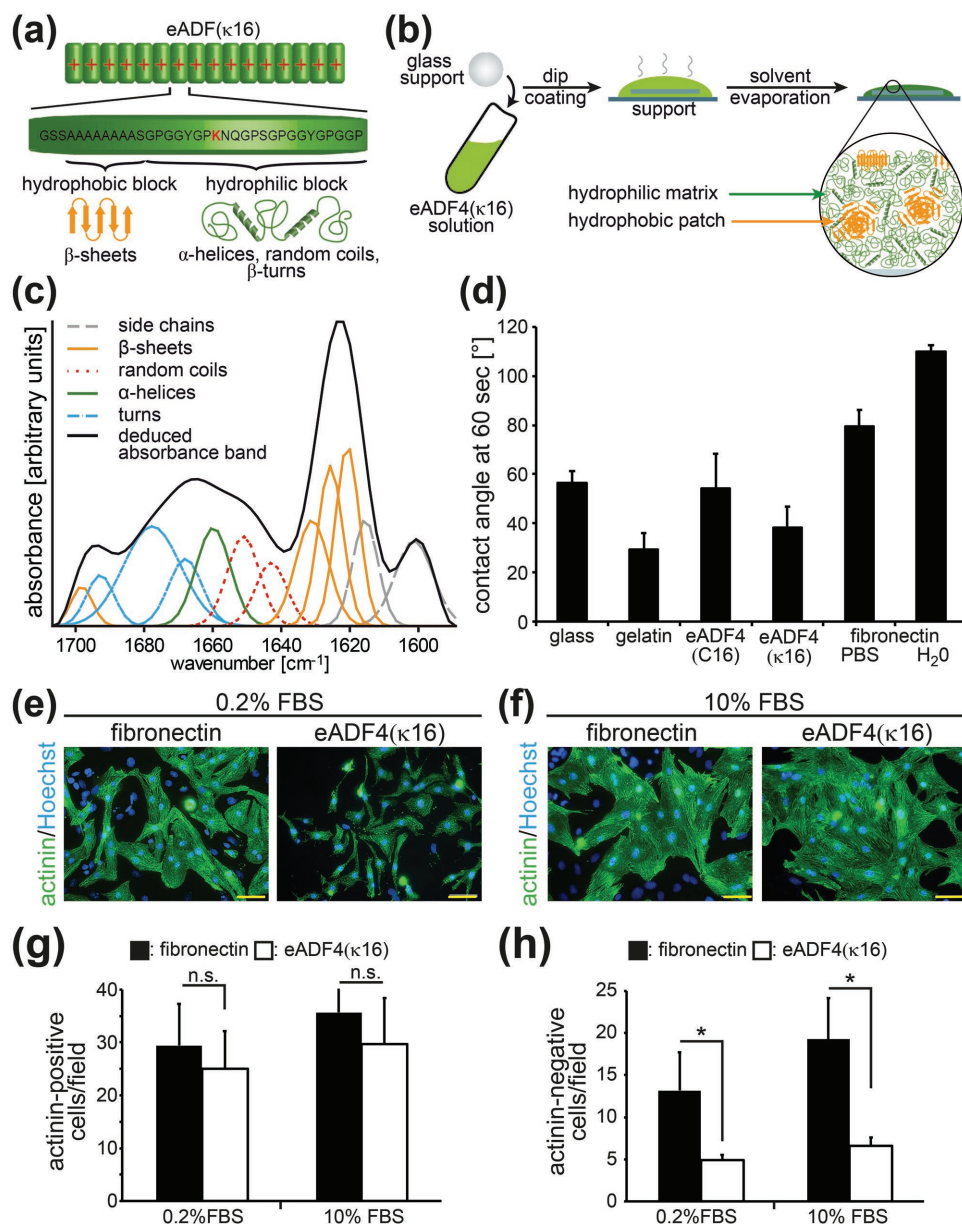 (a)
eADF(κ16)
+ + + + + + + + + + + + + + + +
GSSAAAAAAAASGPGGYGPKNQGPSGPGGYGPGGP
hydrophobic block
hydrophilic block
β-sheets
α-helices, random coils,
β-turns
(b)
glass
support
dip
coating
support
solvent
evaporation
eADF4(κ16)
solution
hydrophilic matrix
hydrophobic patch
(c)
absorbance [arbitrary units]
side chains
β-sheets
random coils
α-helices
turns
deduced
absorbance band
1700 1680 1660 1640 1620 1600
wavenumber [cm-1]
(d)
contact angle at 60 sec [°]
120
100
80
60
40
20
0
glass gelatin eADF4 eADF4 fibronectin
(C16) (κ16) PBS H20
(e)
0.2% FBS
fibronectin eADF4(κ16)
actinin/Hoechst
(f)
10% FBS
fibronectin eADF4(κ16)
actinin/Hoechst
(g)
: fibronectin : eADF4(κ16)
actinin-positive
cells/field
40
30
20
10
0
n.s. n.s.
0.2%FBS 10% FBS
(h)
: fibronectin : eADF4(κ16)
actinin-negative
cells/field
25
20
15
10
5
0
* *
0.2%FBS 10% FBS